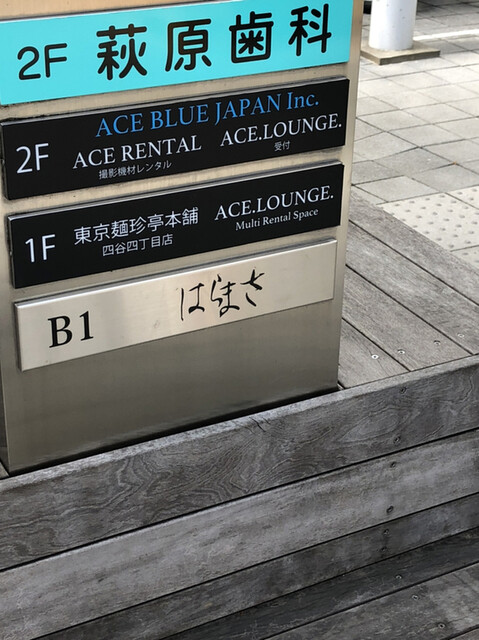 2F 萩原歯科
ACE BLUE JAPAN Inc.
2F ACE RENTAL ACE.LOUNGE.
撮影機材レンタル 受付
1F 東京麺珍亭本舗 ACE.LOUNGE.
四谷四丁目店 Multi Rental Space
B1 はらまさ